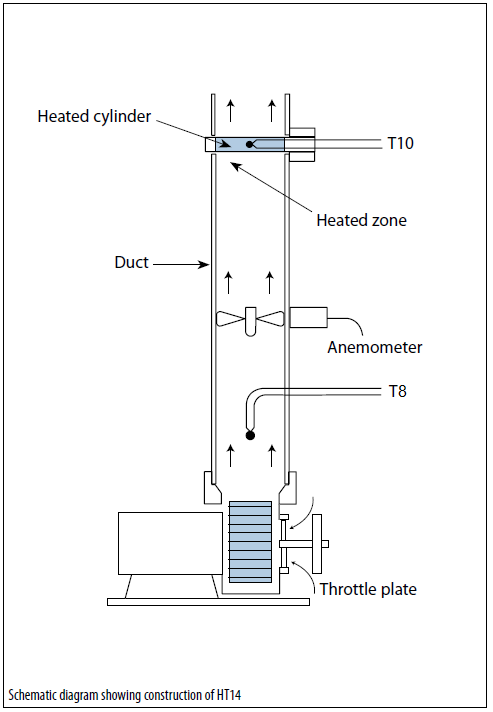 Heated cylinder
T10
Heated zone
Duct
Anemometer
T8
Throttle plate
Schematic diagram showing construction of HT14